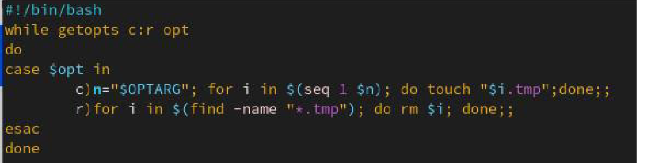 #!/bin/bash
while getopts c:r opt
do
case $opt in
        c)n="$OPTARG"; for i in $(seq 1 $n); do touch "$i.tmp";done;;
        r)for i in $(find -name "*.tmp"); do rm $i; done;;
esac
done